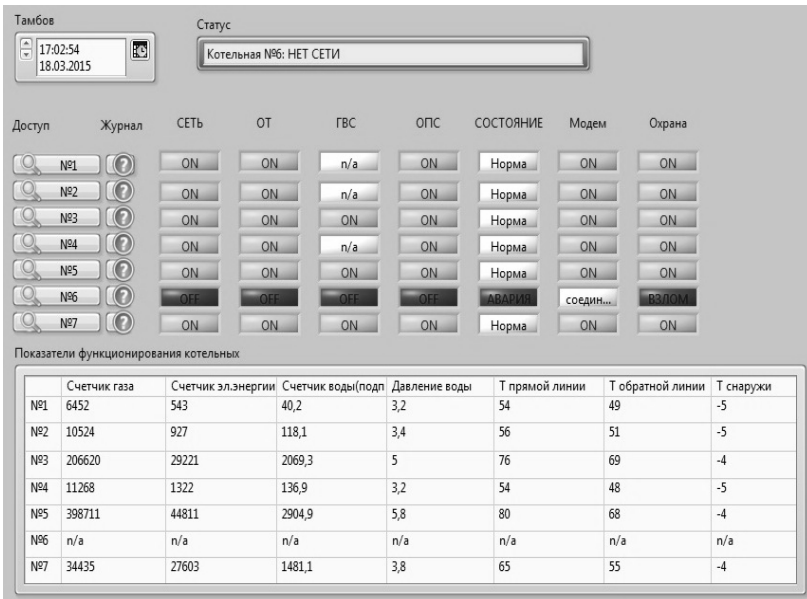 Тамбов
Статус
17:02:54
18.03.2015
Котельная №6: НЕТ СЕТИ
Доступ Журнал СЕТЬ ОТ ГВС ОПС СОСТОЯНИЕ Модем Охрана
№1 ON ON n/a ON Норма ON ON
№2 ON ON n/a ON Норма ON ON
№3 ON ON ON ON Норма ON ON
№4 ON ON n/a ON Норма ON ON
№5 ON ON ON ON Норма ON ON
№6 OFF OFF OFF OFF АВАРИЯ соедин... ВЗЛОМ
№7 ON ON ON ON Норма ON ON
Показатели функционирования котельных
Счетчик газа Счетчик эл.энергии Счетчик воды(подп Давление воды Т прямой линии Т обратной линии Т снаружи
№1 6452 543 40,2 3,2 54 49 -5
№2 10524 927 118,1 3,4 56 51 -5
№3 206620 29221 2069,3 5 76 69 -4
№4 11268 1322 136,9 3,2 54 48 -5
№5 398711 44811 2904,9 5,8 80 68 -4
№6 n/a n/a n/a n/a n/a n/a n/a
№7 34435 27603 1481,1 3,8 65 55 -4